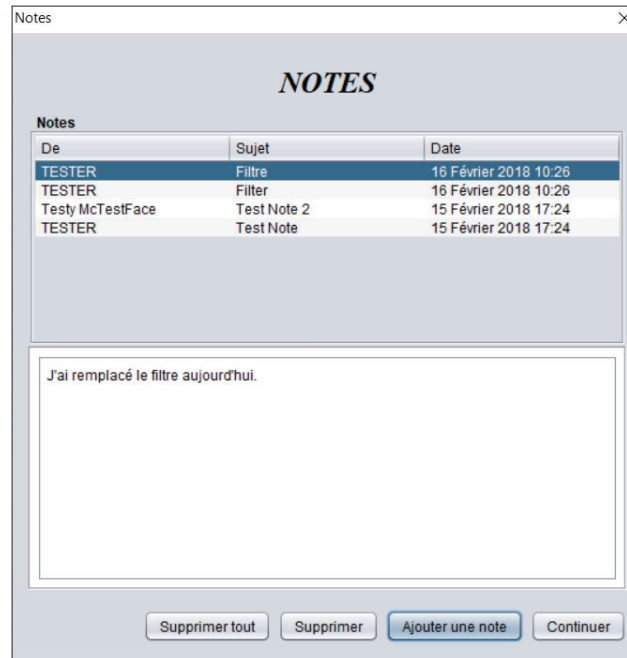 Notes
NOTES
Notes
De Sujet Date
TESTER Filtre 16 Février 2018 10:26
TESTER Filter 16 Février 2018 10:26
Testy McTestFace Test Note 2 15 Février 2018 17:24
TESTER Test Note 15 Février 2018 17:24
J'ai remplacé le filtre aujourd'hui.
Supprimer tout Supprimer Ajouter une note Continuer